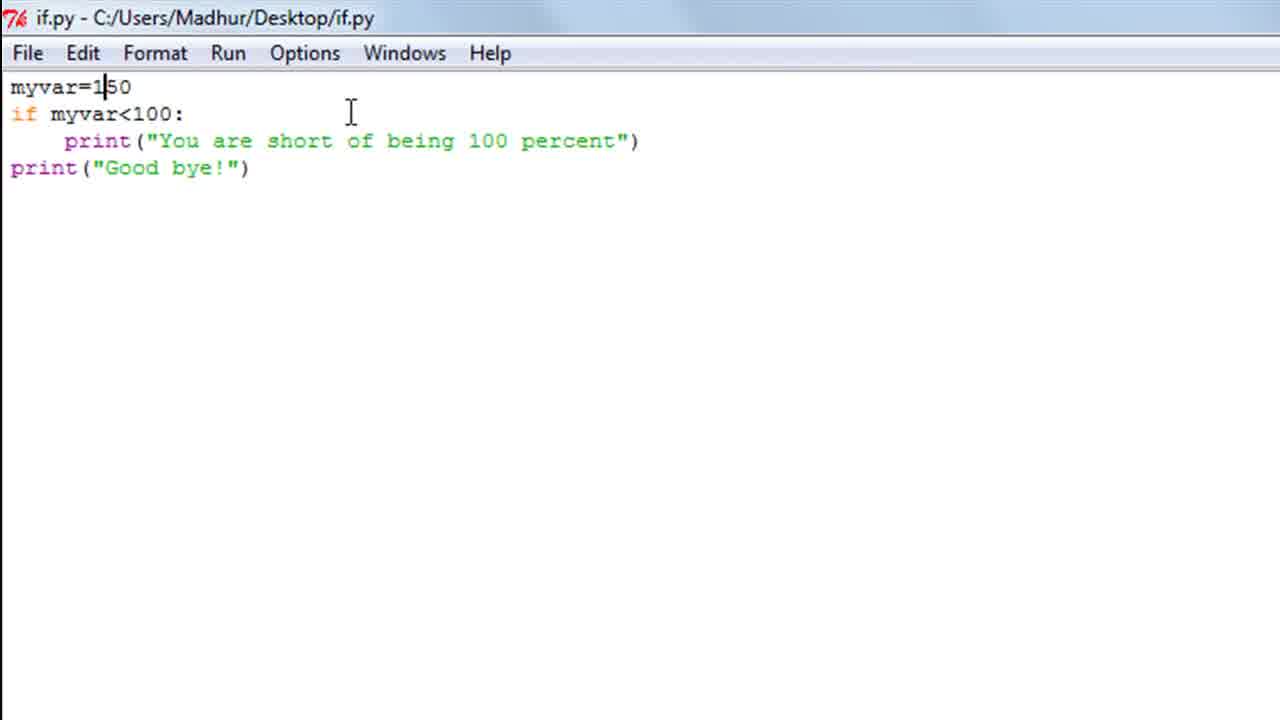 if.py - C:/Users/Madhur/Desktop/if.py
File Edit Format Run Options Windows Help
myvar=150
if myvar<100:
    print("You are short of being 100 percent")
print("Good bye!")